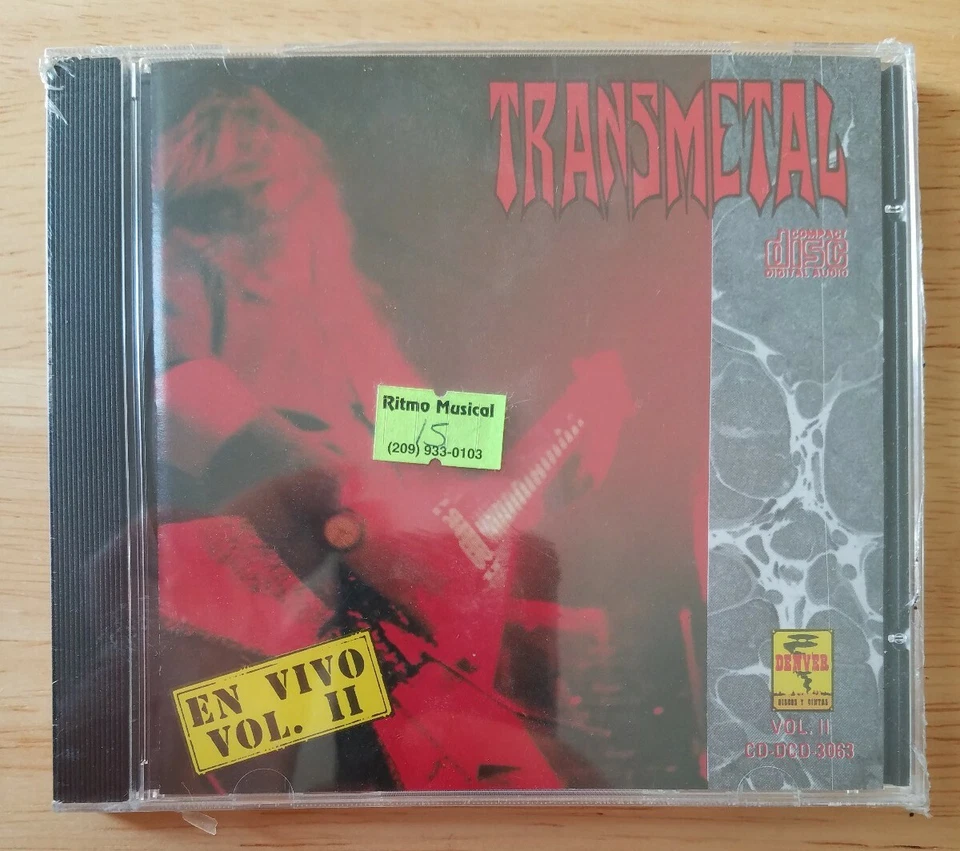 TRANSMETAL
COMPACT
disc
DIGITAL AUDIO
Ritmo Musical
15
(209) 933-0103
EN VIVO
VOL. II
DENVER
DISCOS Y CINTAS
VOL. II
CD-DCD-3063